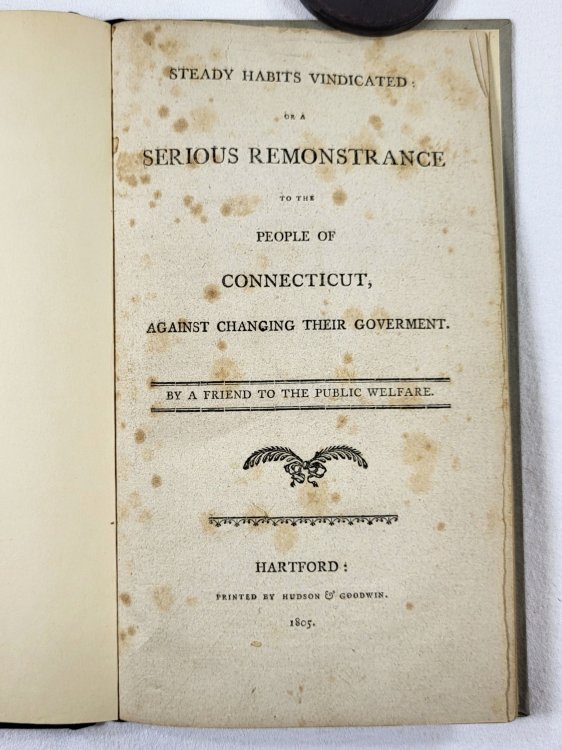 STEADY HABITS VINDICATED:
OR A
SERIOUS REMONSTRANCE
TO THE
PEOPLE OF
CONNECTICUT,
AGAINST CHANGING THEIR GOVERMENT.
BY A FRIEND TO THE PUBLIC WELFARE.
HARTFORD:
PRINTED BY HUDSON & GOODWIN.
1805.